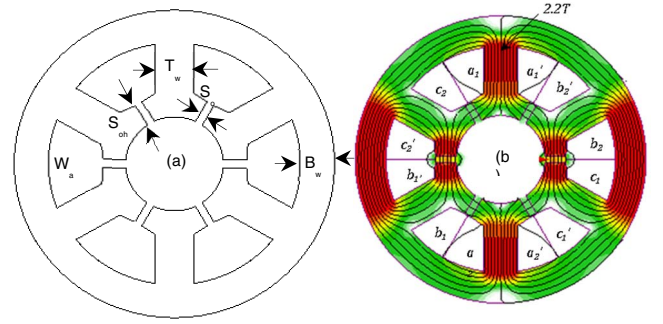 2.2T
T w
S o
S oh
W a
(a)
B w
a₁
a₁'
c₂
b₂'
c₂'
b₂
b₁'
(b
c₁
b₁
c₁'
a
a₂'